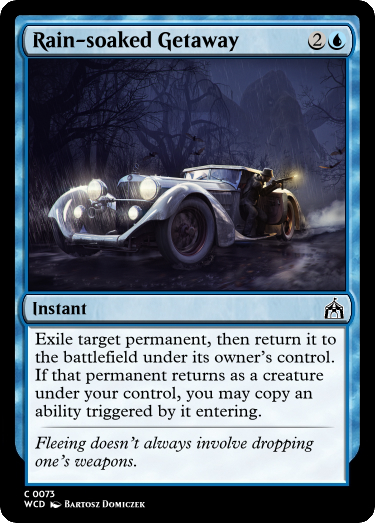 Rain-soaked Getaway 2
Instant
Exile target permanent, then return it to
the battlefield under its owner's control.
If that permanent returns as a creature
under your control, you may copy an
ability triggered by it entering.
Fleeing doesn't always involve dropping
one's weapons.
C 0073
WCD Bartosz Domiczek